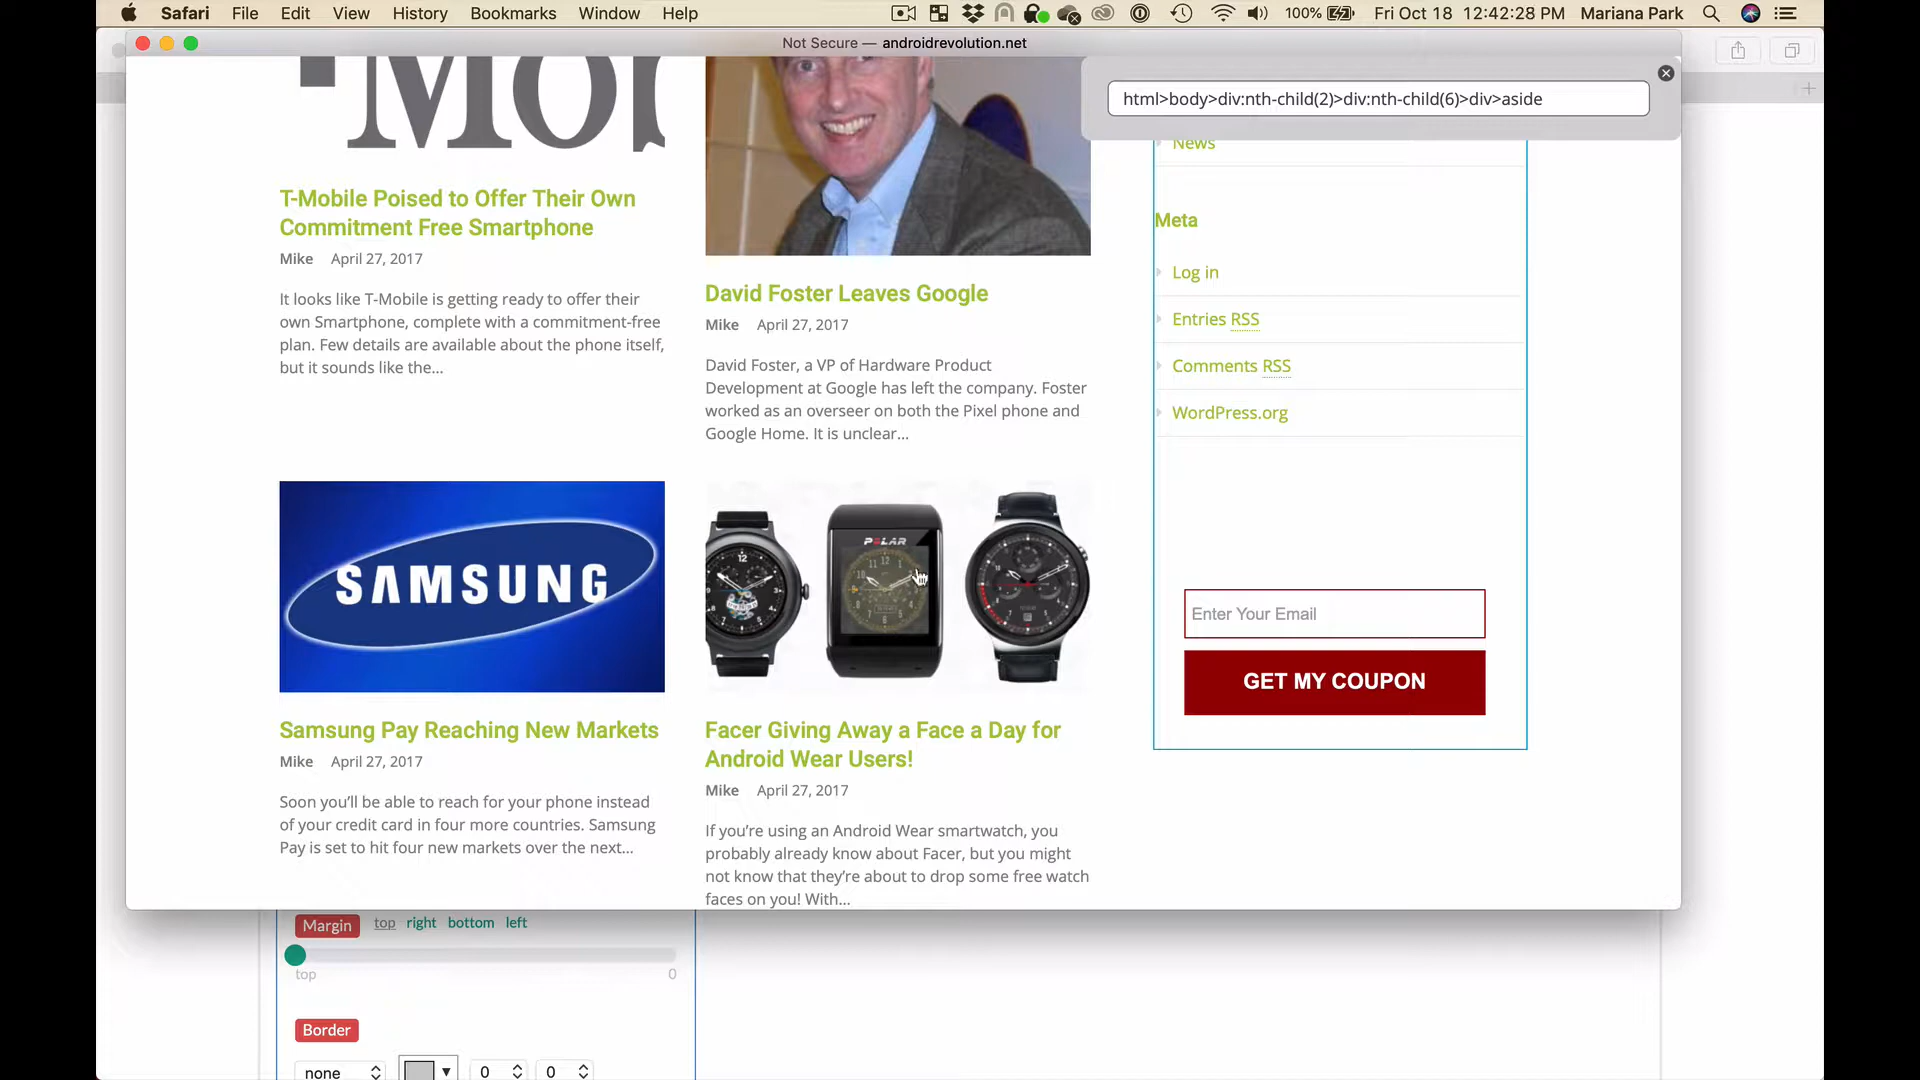 Safari File Edit View History Bookmarks Window Help 100% Fri Oct 18 12:42:28 PM Mariana Park
Not Secure — androidrevolution.net
html>body>div:nth-child(2)>div:nth-child(6)>div>aside
T-Mobile Poised to Offer Their Own
Commitment Free Smartphone
Mike April 27, 2017
It looks like T-Mobile is getting ready to offer their
own Smartphone, complete with a commitment-free
plan. Few details are available about the phone itself,
but it sounds like the...
David Foster Leaves Google
Mike April 27, 2017
David Foster, a VP of Hardware Product
Development at Google has left the company. Foster
worked as an overseer on both the Pixel phone and
Google Home. It is unclear...
SAMSUNG
Samsung Pay Reaching New Markets
Mike April 27, 2017
Soon you’ll be able to reach for your phone instead
of your credit card in four more countries. Samsung
Pay is set to hit four new markets over the next...
POLAR
Facer Giving Away a Face a Day for
Android Wear Users!
Mike April 27, 2017
If you’re using an Android Wear smartwatch, you
probably already know about Facer, but you might
not know that they’re about to drop some free watch
faces on you! With...
News
Meta
Log in
Entries RSS
Comments RSS
WordPress.org
Enter Your Email
GET MY COUPON
Margin top right bottom left
top 0
Border
none 0 0